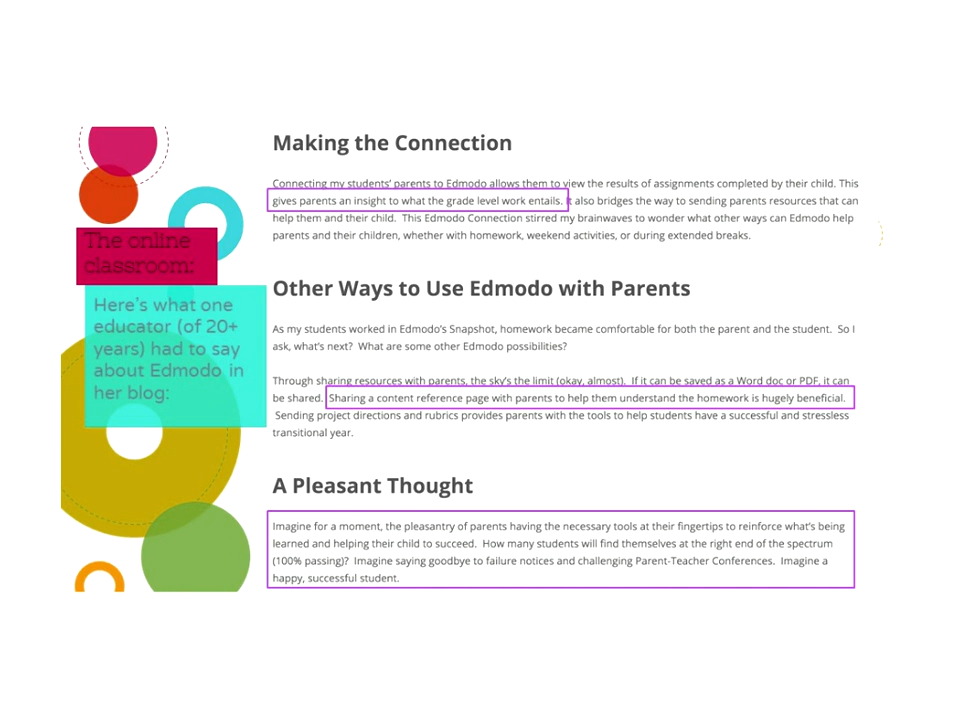 The online
classroom:
Here's what one
educator (of 20+
years) had to say
about Edmodo in
her blog:
Making the Connection
Connecting my students' parents to Edmodo allows them to view the results of assignments completed by their child. This
gives parents an insight to what the grade level work entails. It also bridges the way to sending parents resources that can
help them and their child. This Edmodo Connection stirred my brainwaves to wonder what other ways can Edmodo help
parents and their children, whether with homework, weekend activities, or during extended breaks.
Other Ways to Use Edmodo with Parents
As my students worked in Edmodo's Snapshot, homework became comfortable for both the parent and the student. So I
ask, what's next? What are some other Edmodo possibilities?
Through sharing resources with parents, the sky's the limit (okay, almost). If it can be saved as a Word doc or PDF, it can
be shared. Sharing a content reference page with parents to help them understand the homework is hugely beneficial.
Sending project directions and rubrics provides parents with the tools to help students have a successful and stressless
transitional year.
A Pleasant Thought
Imagine for a moment, the pleasantry of parents having the necessary tools at their fingertips to reinforce what's being
learned and helping their child to succeed. How many students will find themselves at the right end of the spectrum
(100% passing)? Imagine saying goodbye to failure notices and challenging Parent-Teacher Conferences. Imagine a
happy, successful student.